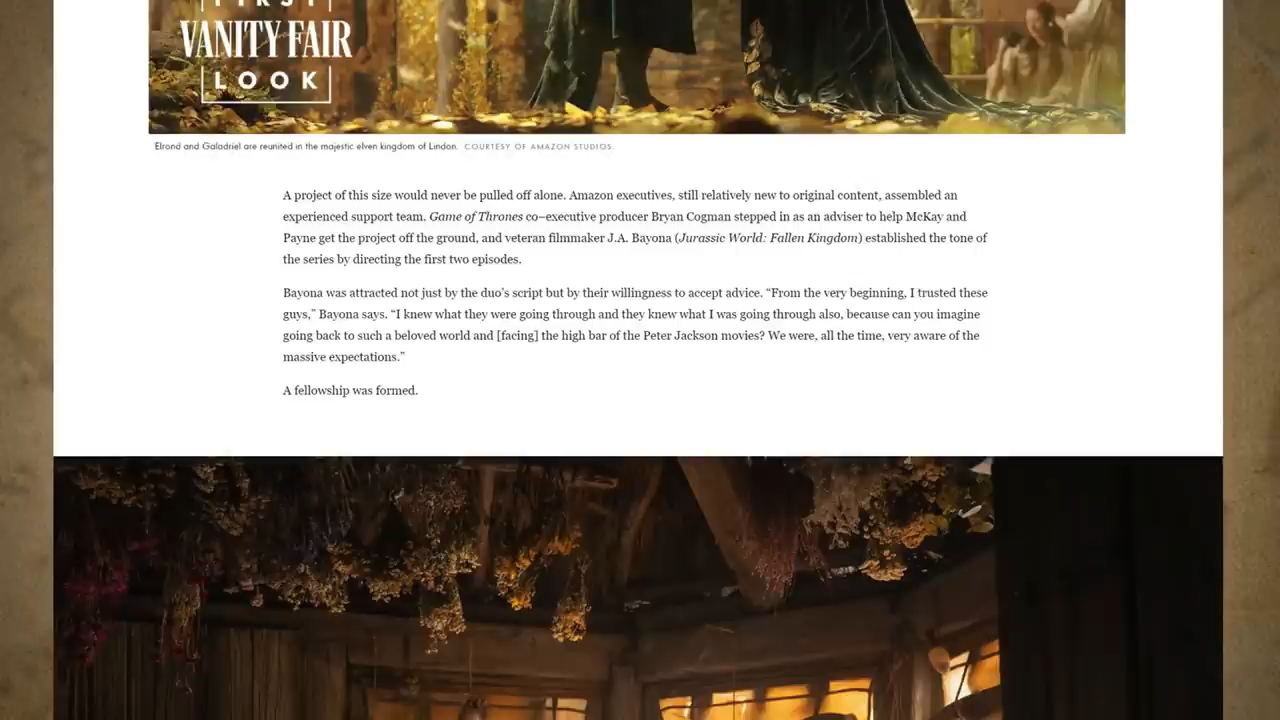 FIRST
VANITY FAIR
LOOK
Elrond and Galadriel are reunited in the majestic elven kingdom of Lindon. COURTESY OF AMAZON STUDIOS.
A project of this size would never be pulled off alone. Amazon executives, still relatively new to original content, assembled an
experienced support team. Game of Thrones co–executive producer Bryan Cogman stepped in as an adviser to help McKay and
Payne get the project off the ground, and veteran filmmaker J.A. Bayona (Jurassic World: Fallen Kingdom) established the tone of
the series by directing the first two episodes.
Bayona was attracted not just by the duo’s script but by their willingness to accept advice. “From the very beginning, I trusted these
guys,” Bayona says. “I knew what they were going through and they knew what I was going through also, because can you imagine
going back to such a beloved world and [facing] the high bar of the Peter Jackson movies? We were, all the time, very aware of the
massive expectations.”
A fellowship was formed.